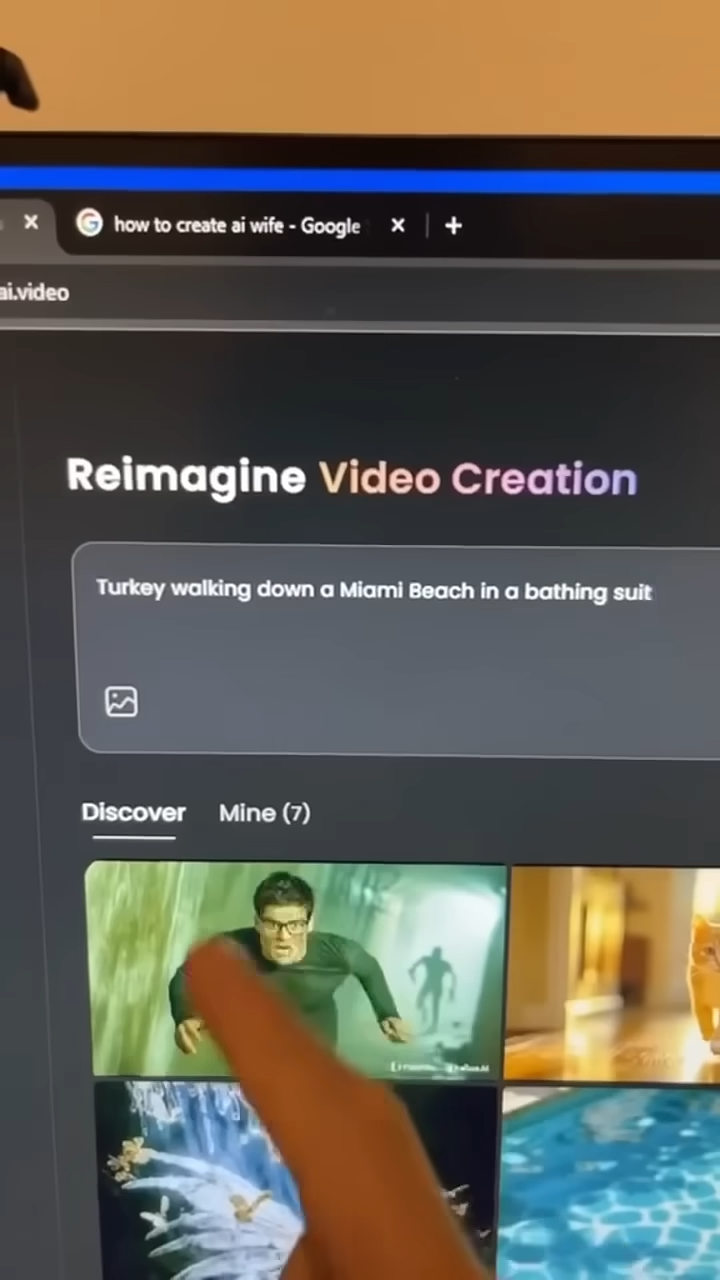 how to create ai wife - Google
ai.video
Reimagine Video Creation
Turkey walking down a Miami Beach in a bathing suit
Discover
Mine (7)